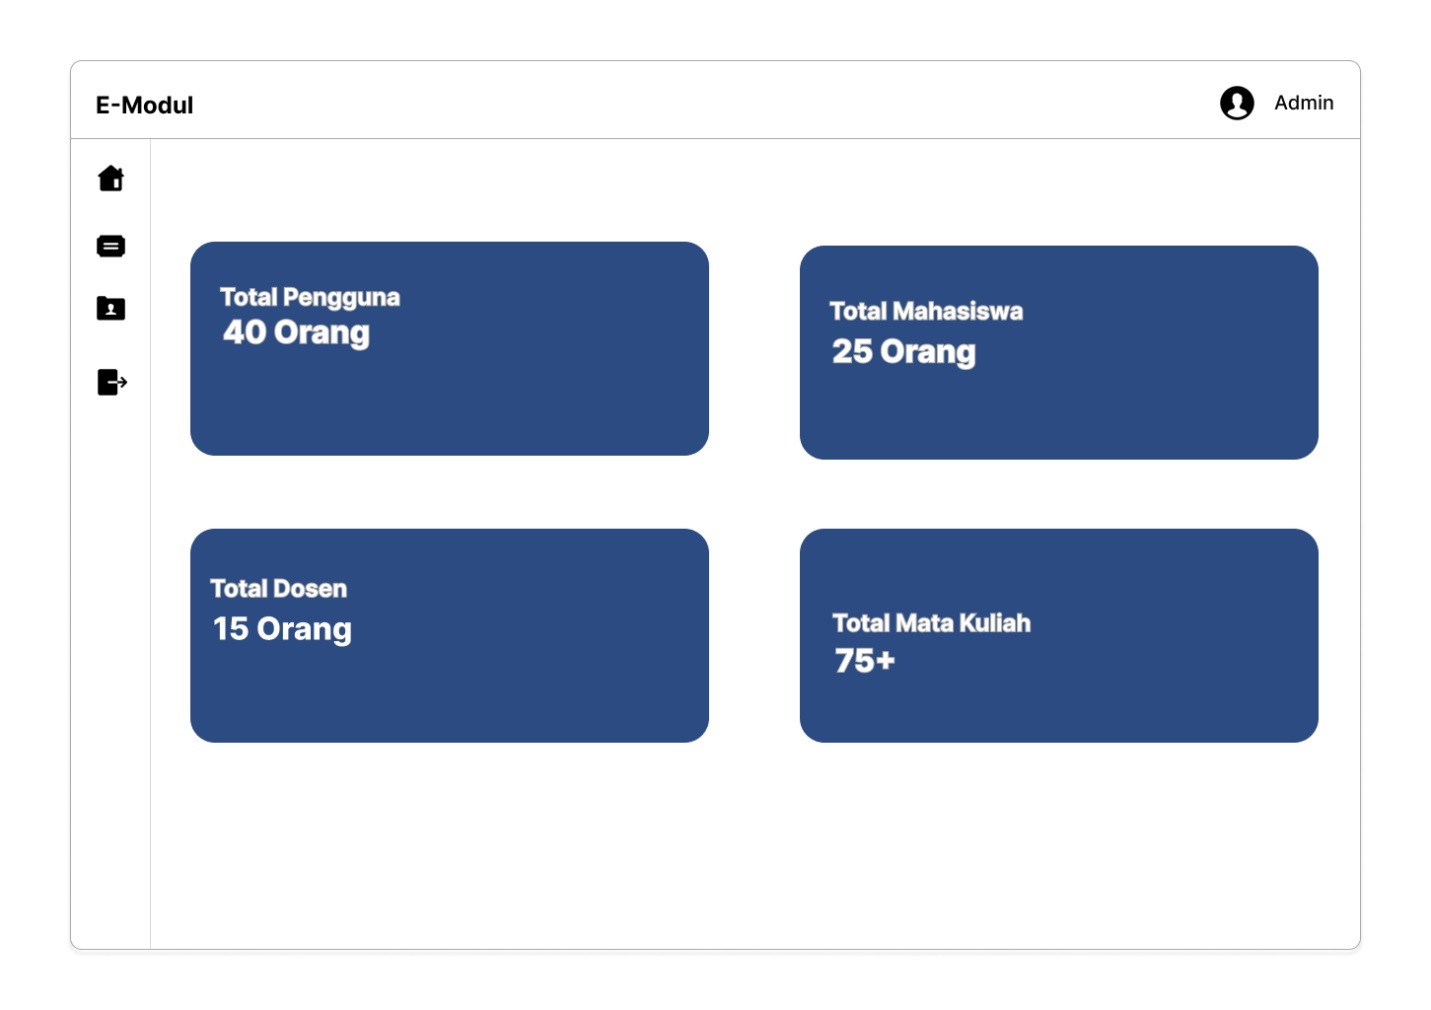 E-Modul
Admin
Total Pengguna
40 Orang
Total Mahasiswa
25 Orang
Total Dosen
15 Orang
Total Mata Kuliah
75+